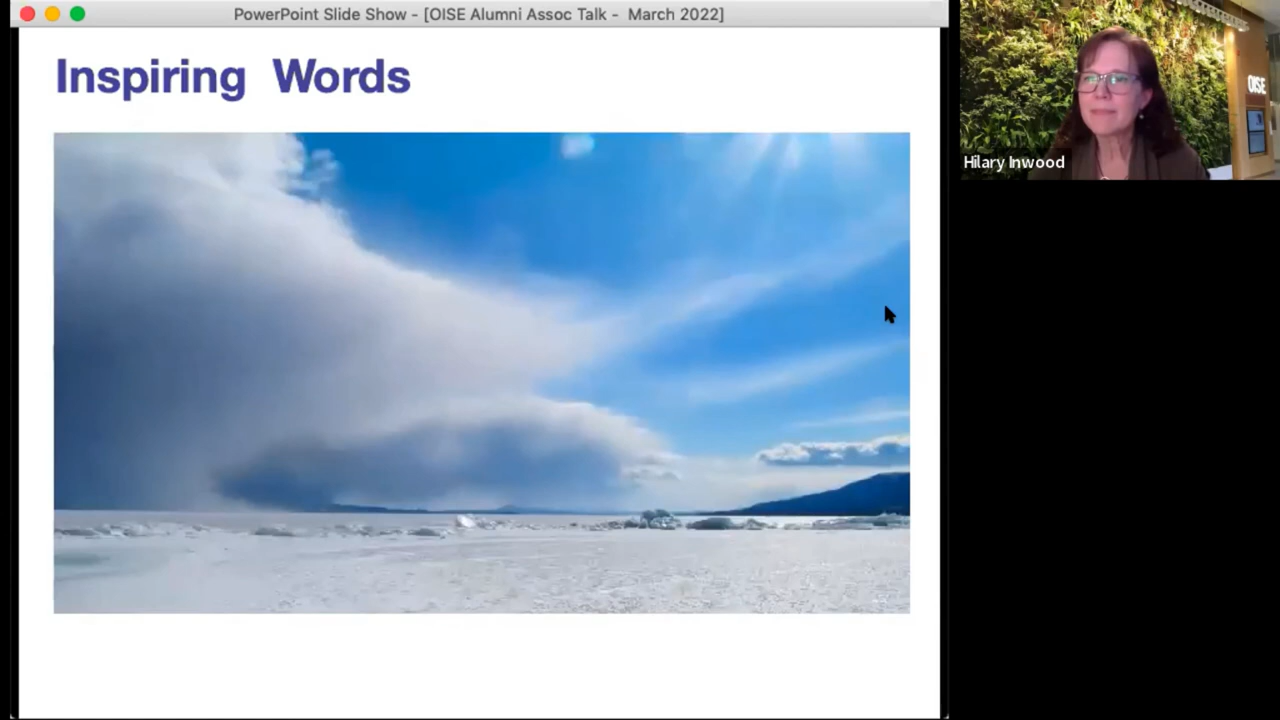 PowerPoint Slide Show - [OISE Alumni Assoc Talk - March 2022]
Inspiring Words
OISE
Hilary Inwood